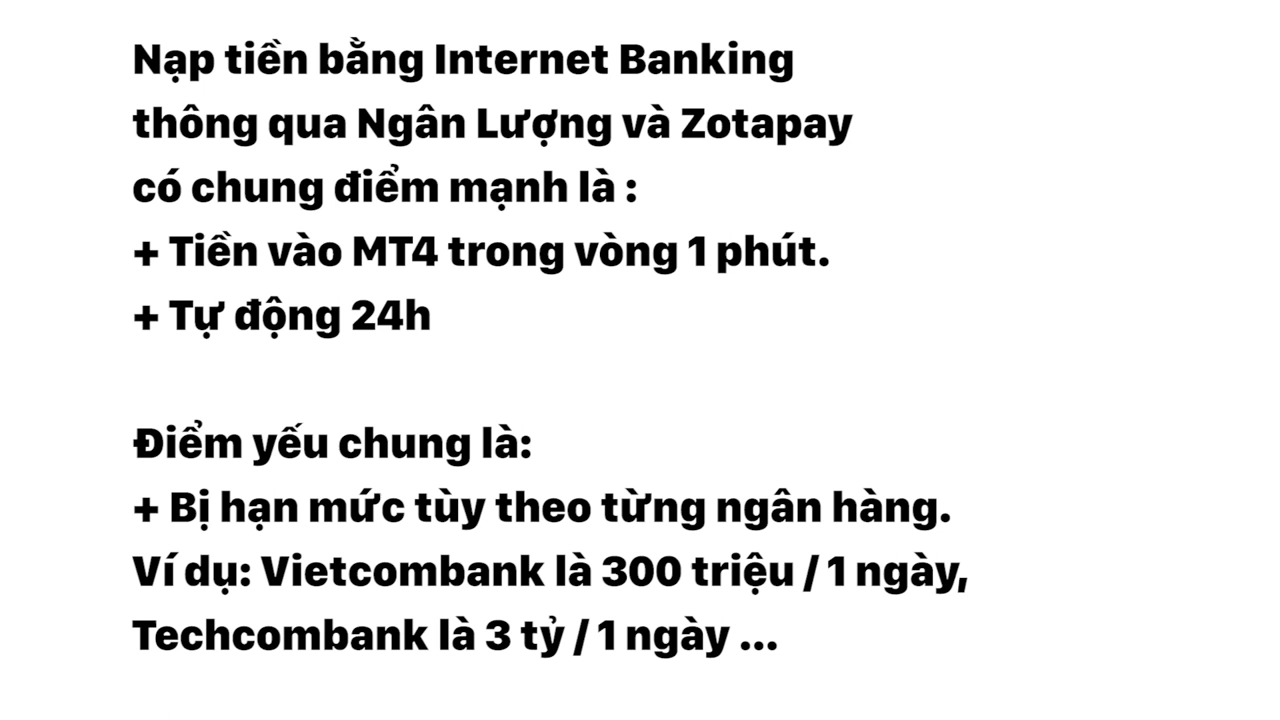 Nạp tiền bằng Internet Banking
thông qua Ngân Lượng và Zotapay
có chung điểm mạnh là :
+ Tiền vào MT4 trong vòng 1 phút.
+ Tự động 24h
Điểm yếu chung là:
+ Bị hạn mức tùy theo từng ngân hàng.
Ví dụ: Vietcombank là 300 triệu / 1 ngày,
Techcombank là 3 tỷ / 1 ngày ...